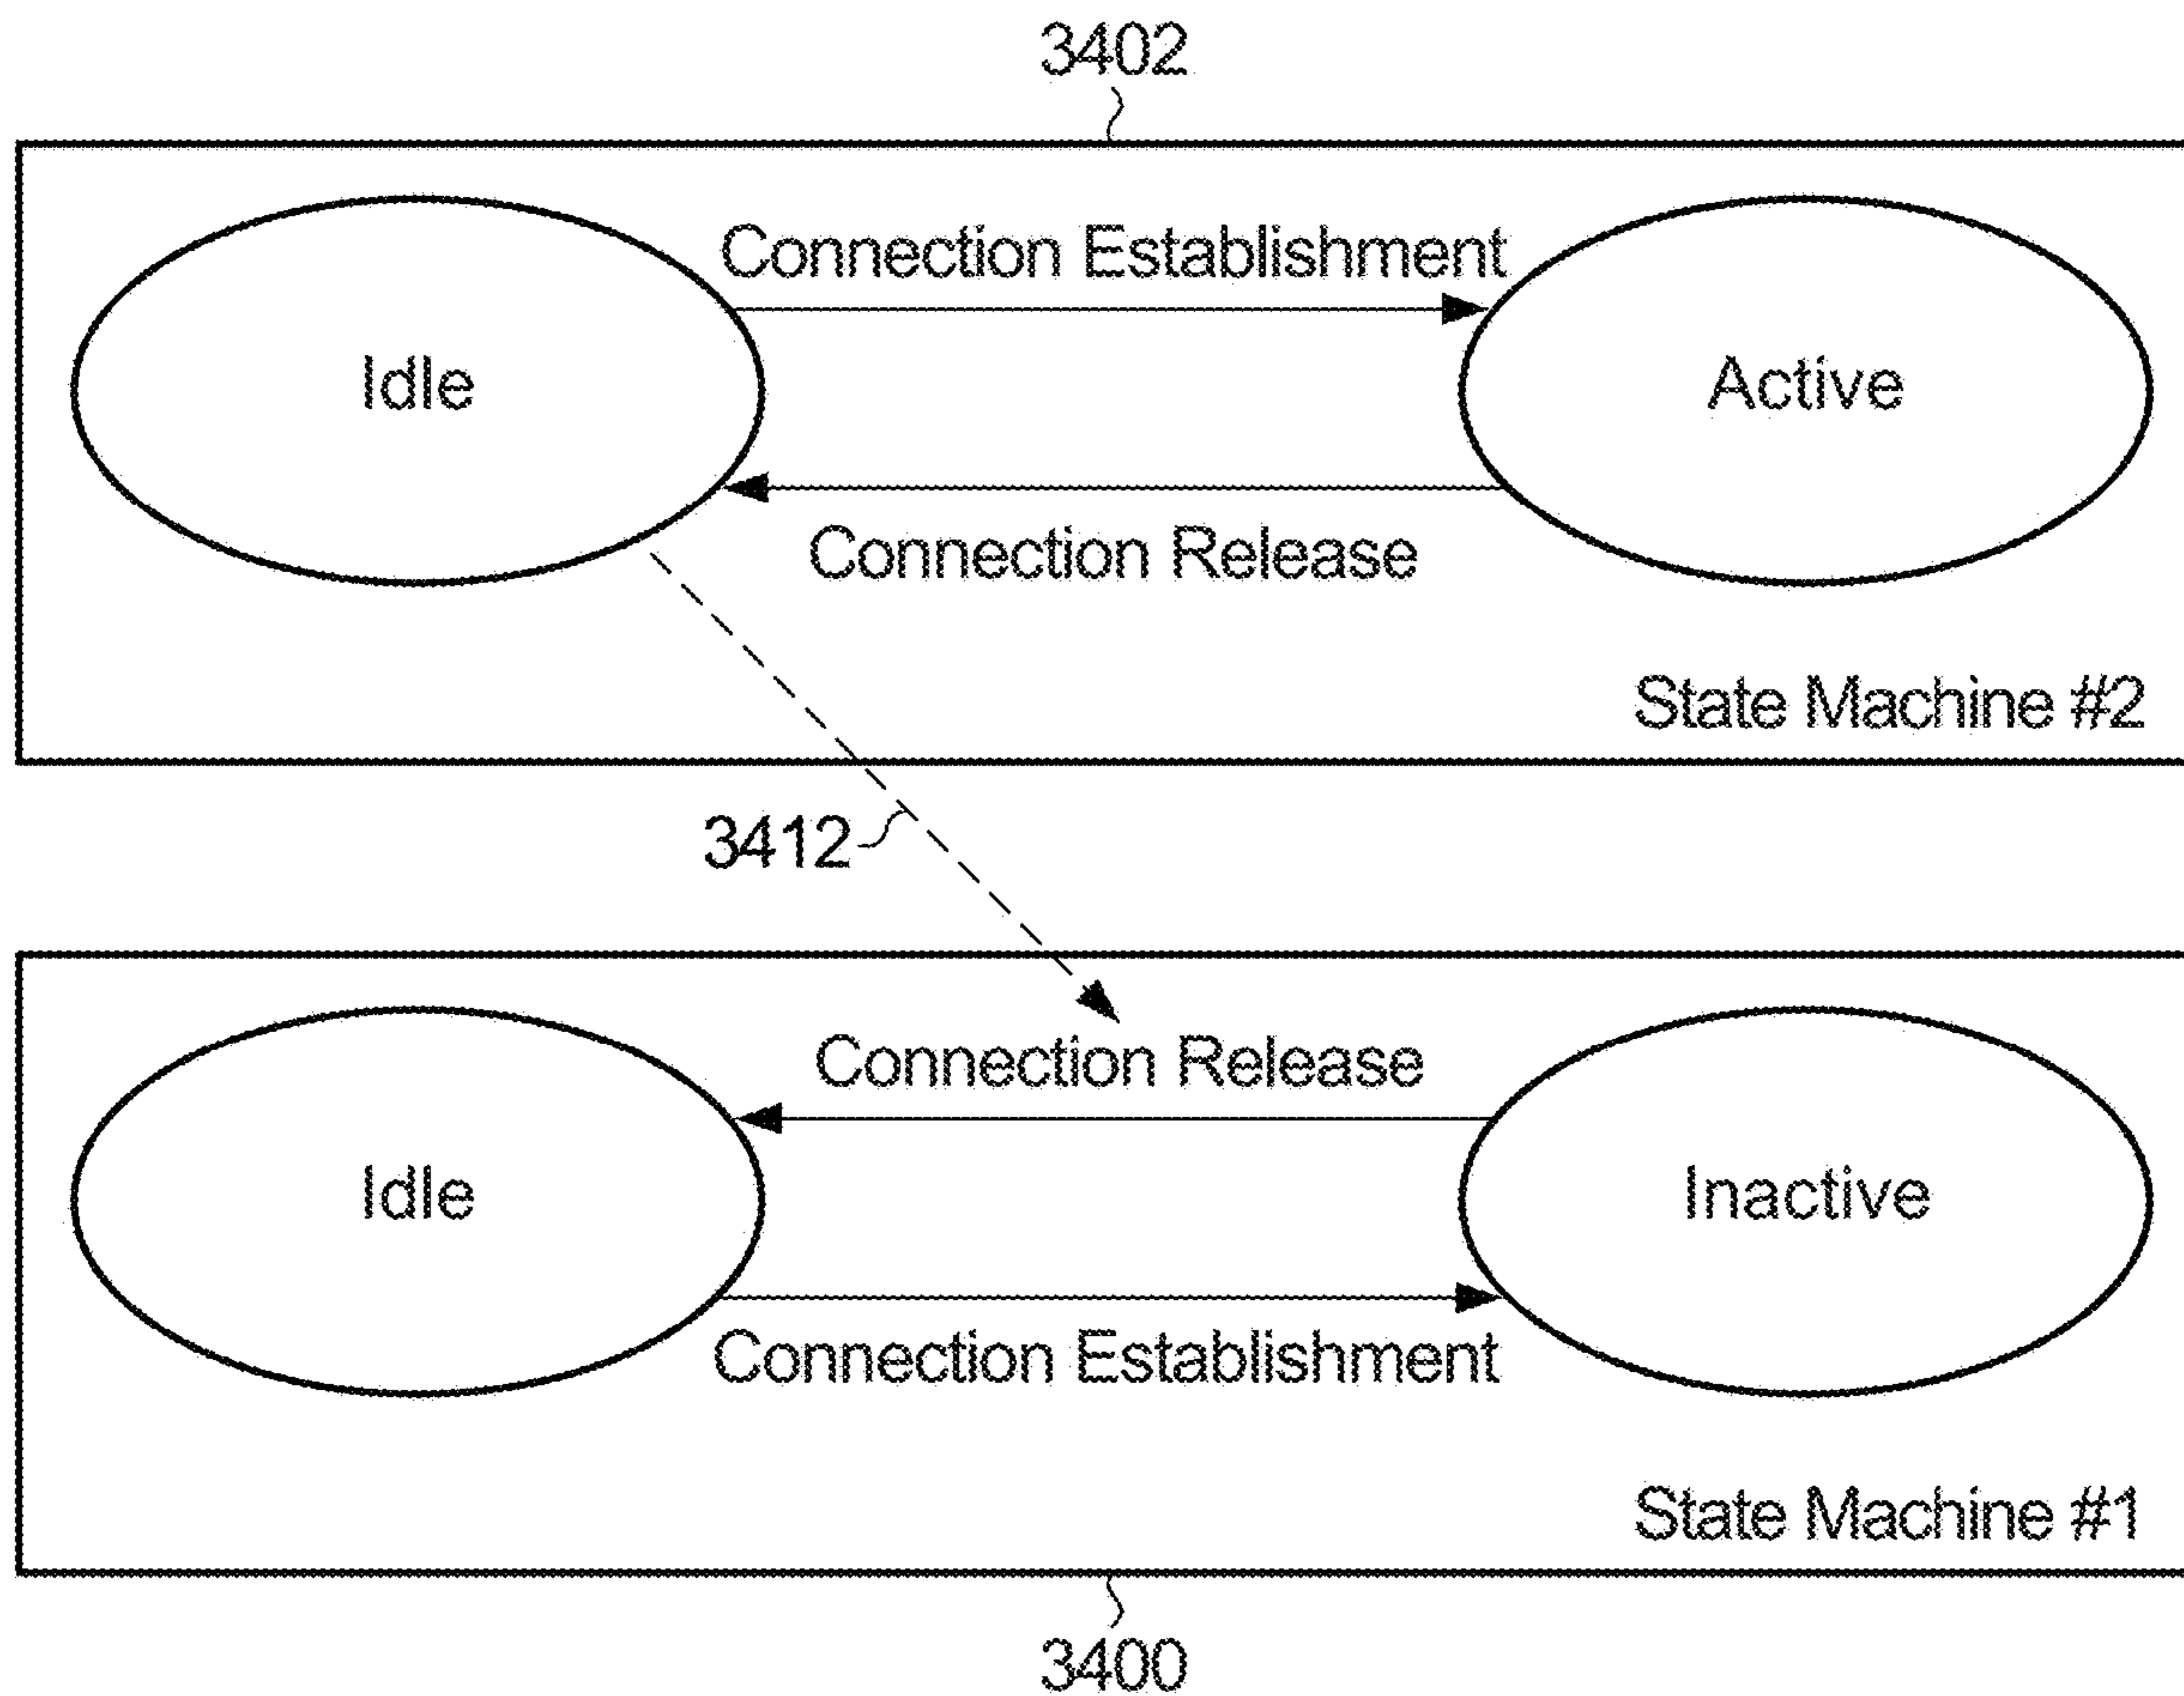 3402
Connection Establishment
Idle
Active
Connection Release
State Machine #2
3412
Connection Release
Idle
Inactive
Connection Establishment
State Machine #1
3400